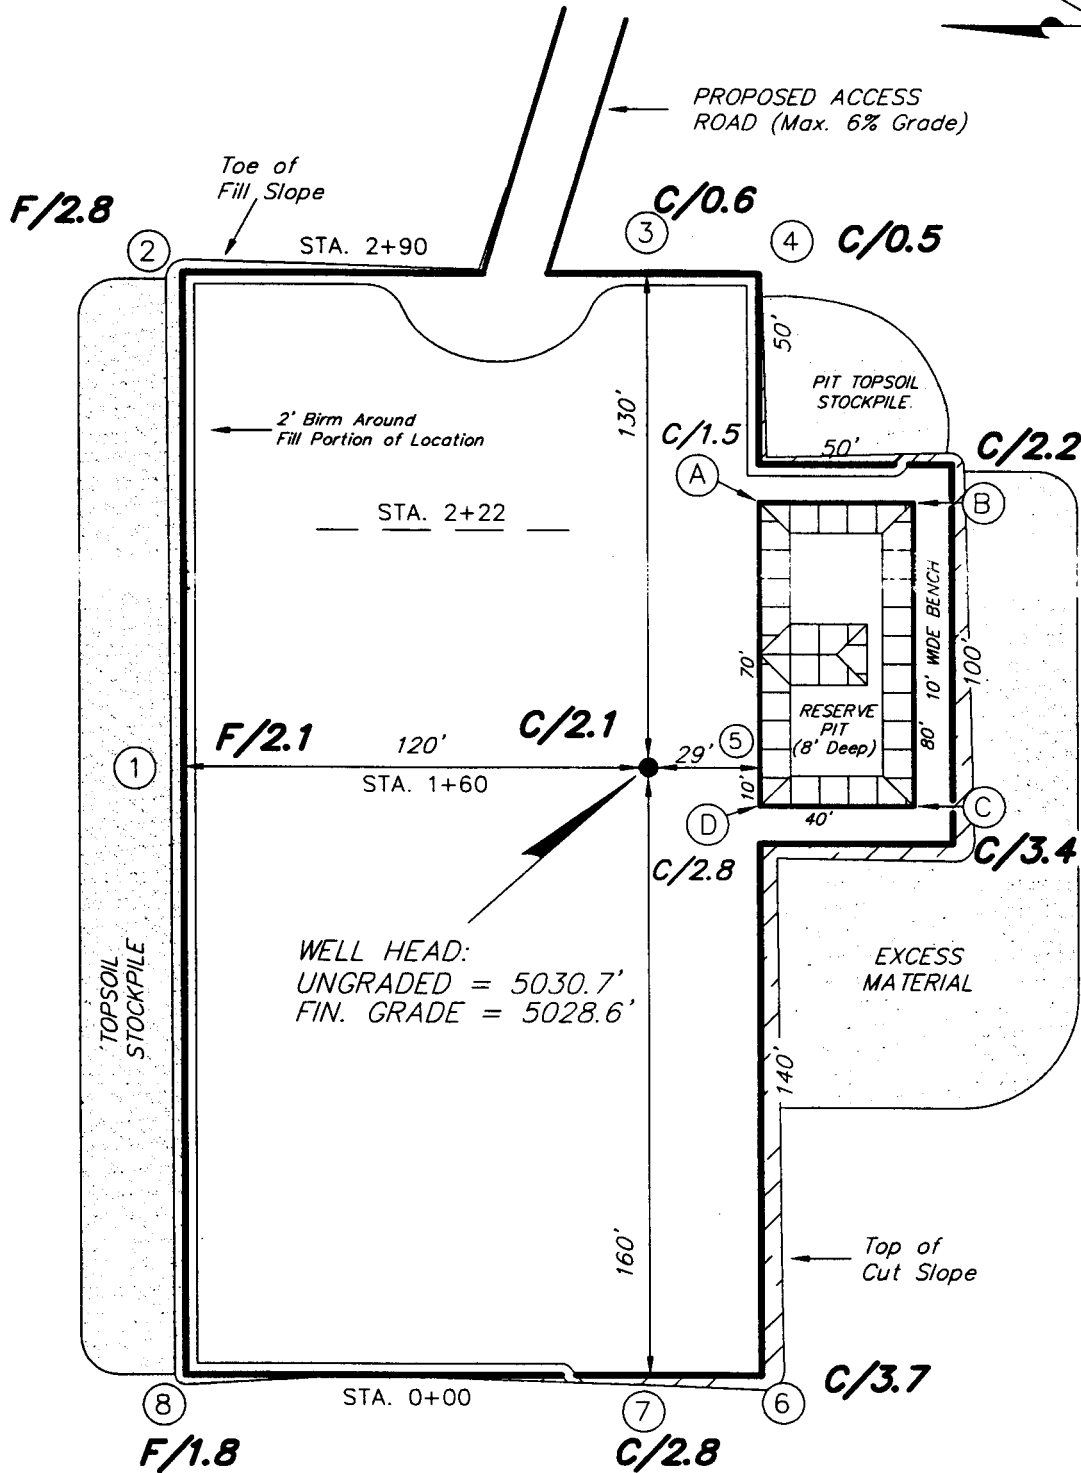 PROPOSED ACCESS
ROAD (Max. 6% Grade)
Toe of
Fill Slope
F/2.8
C/0.6
2
STA. 2+90
3
4
C/0.5
50'
PIT TOPSOIL
STOCKPILE
2' Birm Around
Fill Portion of Location
130'
C/1.5
50'
C/2.2
A
B
STA. 2+22
10' WIDE BENCH
100'
70'
RESERVE
PIT
(8' Deep)
80'
F/2.1
C/2.1
1
120'
29'
5
STA. 1+60
10'
D
40'
C
C/2.8
C/3.4
WELL HEAD:
UNGRADED = 5030.7'
FIN. GRADE = 5028.6'
TOPSOIL
STOCKPILE
EXCESS
MATERIAL
140'
160'
Top of
Cut Slope
C/3.7
8
STA. 0+00
7
6
F/1.8
C/2.8